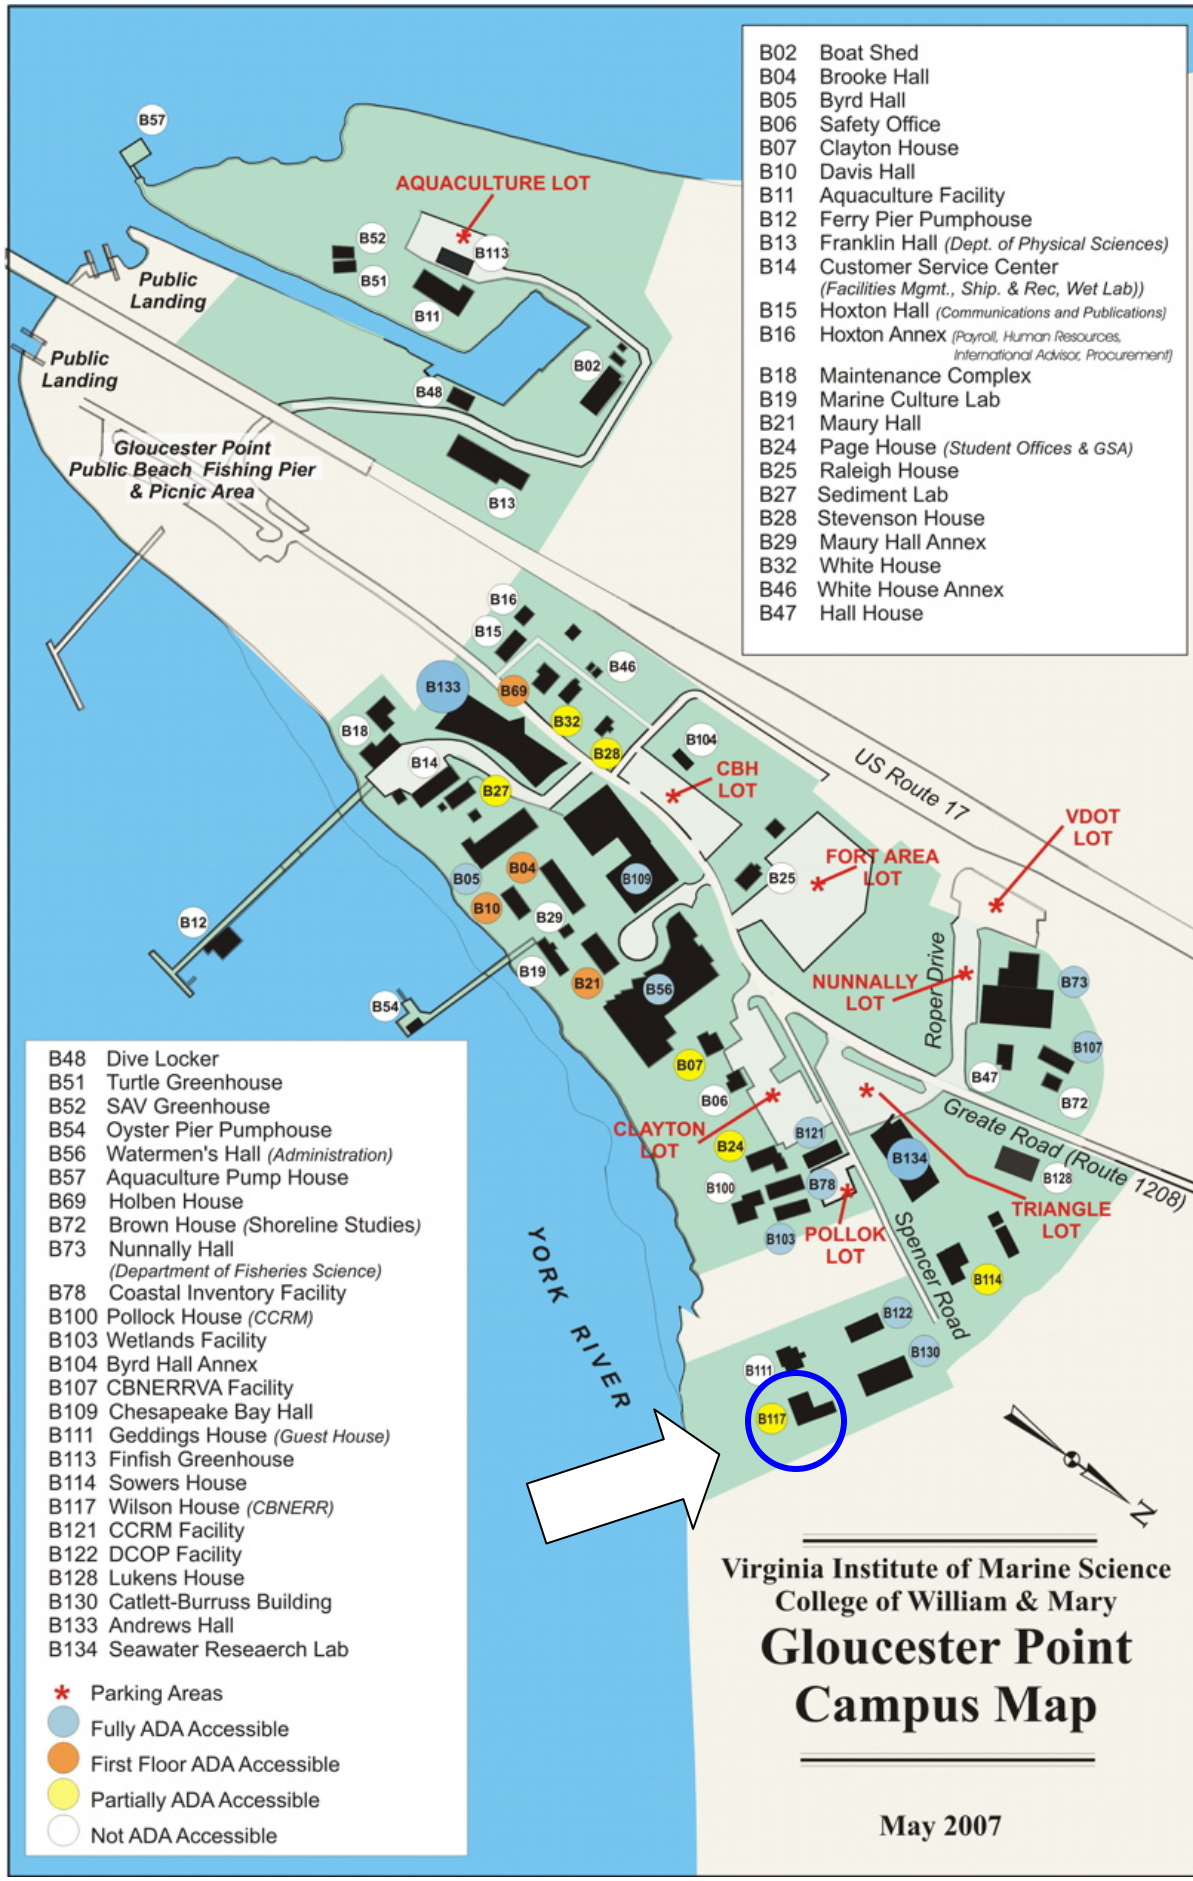 B02 Boat Shed
B04 Brooke Hall
B05 Byrd Hall
B06 Safety Office
B07 Clayton House
B10 Davis Hall
B11 Aquaculture Facility
B12 Ferry Pier Pumphouse
B13 Franklin Hall (Dept. of Physical Sciences)
B14 Customer Service Center
(Facilities Mgmt., Ship. & Rec, Wet Lab))
B15 Hoxton Hall (Communications and Publications)
B16 Hoxton Annex (Payroll, Human Resources,
International Advisor, Procurement)
B18 Maintenance Complex
B19 Marine Culture Lab
B21 Maury Hall
B24 Page House (Student Offices & GSA)
B25 Raleigh House
B27 Sediment Lab
B28 Stevenson House
B29 Maury Hall Annex
B32 White House
B46 White House Annex
B47 Hall House
B57
AQUACULTURE LOT
B52
B113
B51
B11
Public
Landing
Public
Landing
B02
B48
Gloucester Point
Public Beach Fishing Pier
& Picnic Area
B13
B16
B15
B46
B133
B69
B32
B18
B28
B104
B14
CBH
LOT
US Route 17
B27
VDOT
LOT
FORT AREA
LOT
B04
B05
B109
B25
B10
B29
B12
B19
B21
B56
NUNNALLY
LOT
Roper Drive
B73
B54
B107
B07
B47
B06
B72
CLAYTON
LOT
B121
Greate Road (Route 1208)
B24
B134
B128
B100
B78
TRIANGLE
LOT
B103
POLLOK
LOT
Spencer Road
B114
YORK RIVER
B122
B130
B111
B117
N
B48 Dive Locker
B51 Turtle Greenhouse
B52 SAV Greenhouse
B54 Oyster Pier Pumphouse
B56 Watermen's Hall (Administration)
B57 Aquaculture Pump House
B69 Holben House
B72 Brown House (Shoreline Studies)
B73 Nunnally Hall
(Department of Fisheries Science)
B78 Coastal Inventory Facility
B100 Pollock House (CCRM)
B103 Wetlands Facility
B104 Byrd Hall Annex
B107 CBNERRVA Facility
B109 Chesapeake Bay Hall
B111 Geddings House (Guest House)
B113 Finfish Greenhouse
B114 Sowers House
B117 Wilson House (CBNERR)
B121 CCRM Facility
B122 DCOP Facility
B128 Lukens House
B130 Catlett-Burruss Building
B133 Andrews Hall
B134 Seawater Reseaerch Lab
* Parking Areas
Fully ADA Accessible
First Floor ADA Accessible
Partially ADA Accessible
Not ADA Accessible
Virginia Institute of Marine Science
College of William & Mary
Gloucester Point
Campus Map
May 2007